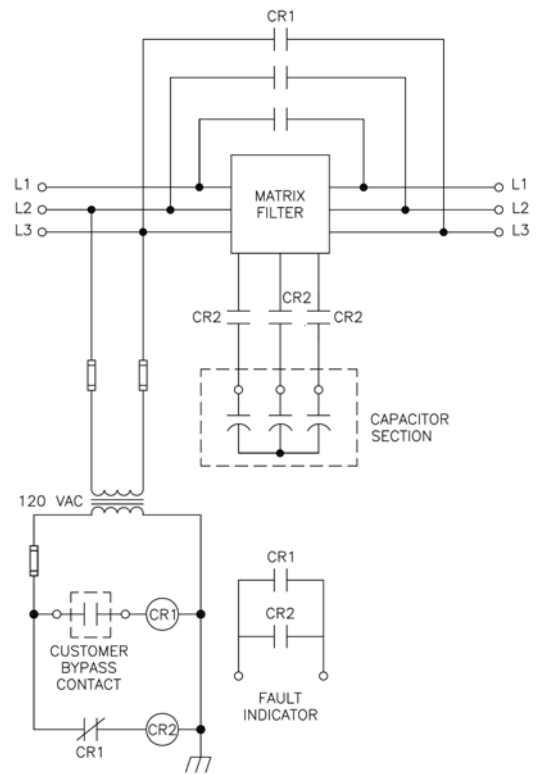 CR1
L1
L1
MATRIX
FILTER
L2
L2
L3
L3
CR2
CR2
CR2
CAPACITOR
SECTION
120 VAC
CR1
CR1
CR2
CUSTOMER
BYPASS
CONTACT
FAULT
INDICATOR
CR2
CR1